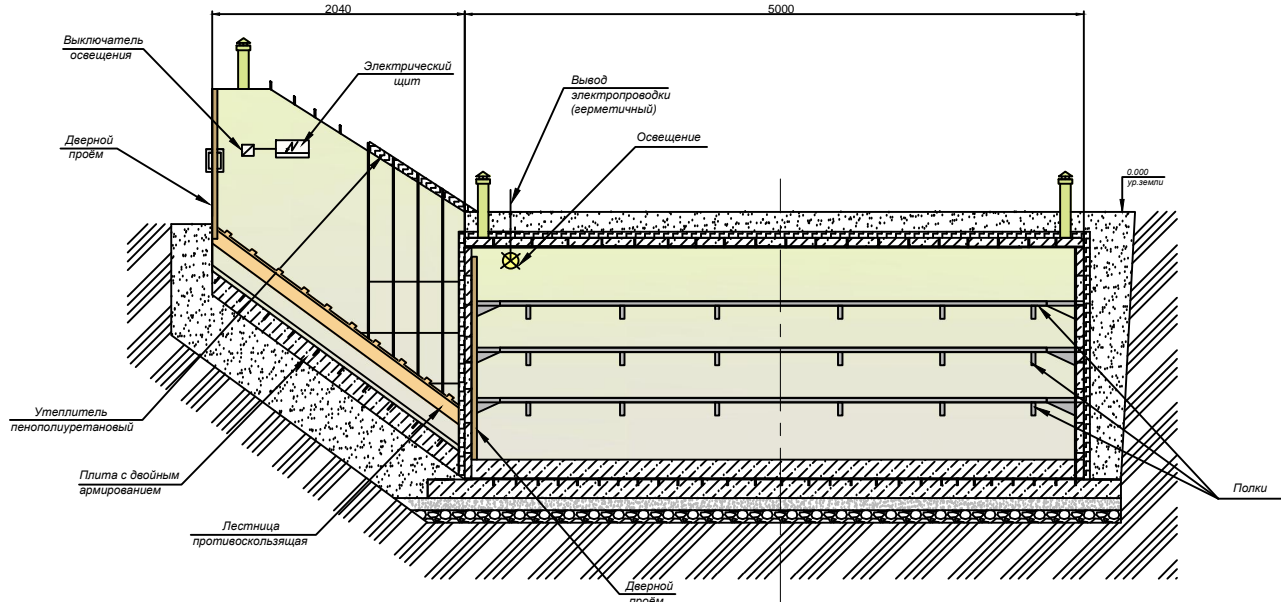 2040
5000
Выключатель
освещения
Электрический
щит
Вывод
электропроводки
(герметичный)
Освещение
Дверной
проём
0.000
ур.земли
Утеплитель
пенополиуретановый
Плита с двойным
армированием
Лестница
противоскользящая
Полки
Дверной
проём